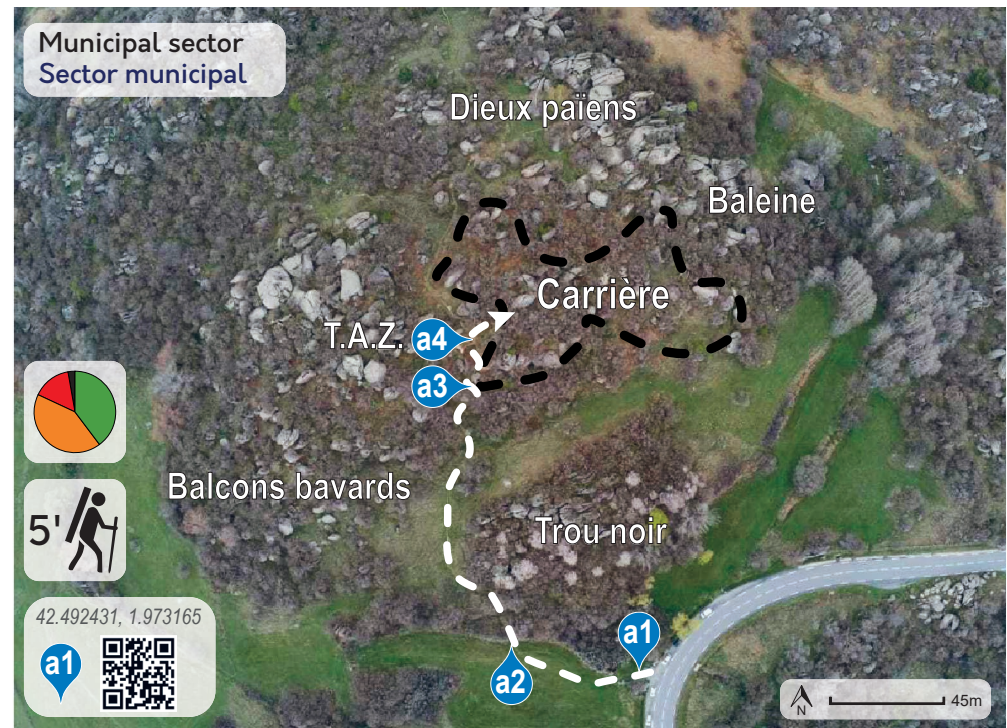 Municipal sector
Sector municipal
Dieux païens
Baleine
Carrière
T.A.Z.
a4
a3
Balcons bavards
5'
Trou noir
42.492431, 1.973165
a1
a1
a2
N
45m